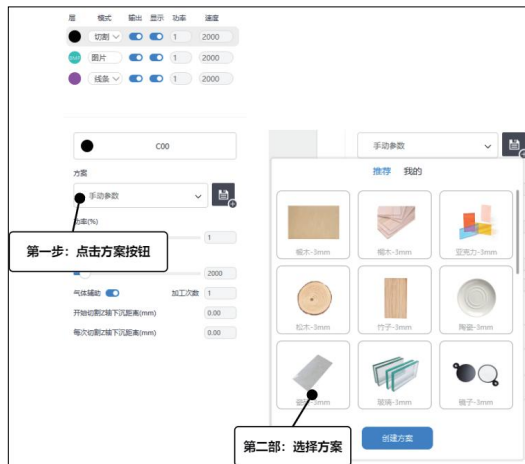 层 模式 输出 显示 功率 速度
切割 1 2000
图片 1 2000
线条 1 2000
C00
方案
手动参数
功率(%)
1
第一步：点击方案按钮
2000
气体辅助 加工次数 1
开始切割Z轴下沉距离(mm) 0.00
每次切割Z轴下沉距离(mm) 0.00
手动参数
推荐 我的
椴木-3mm 榉木-3mm 亚克力-3mm
松木-3mm 竹子-3mm 陶瓷-3mm
-3mm 玻璃-3mm 镜子-3mm
第二部：选择方案
创建方案